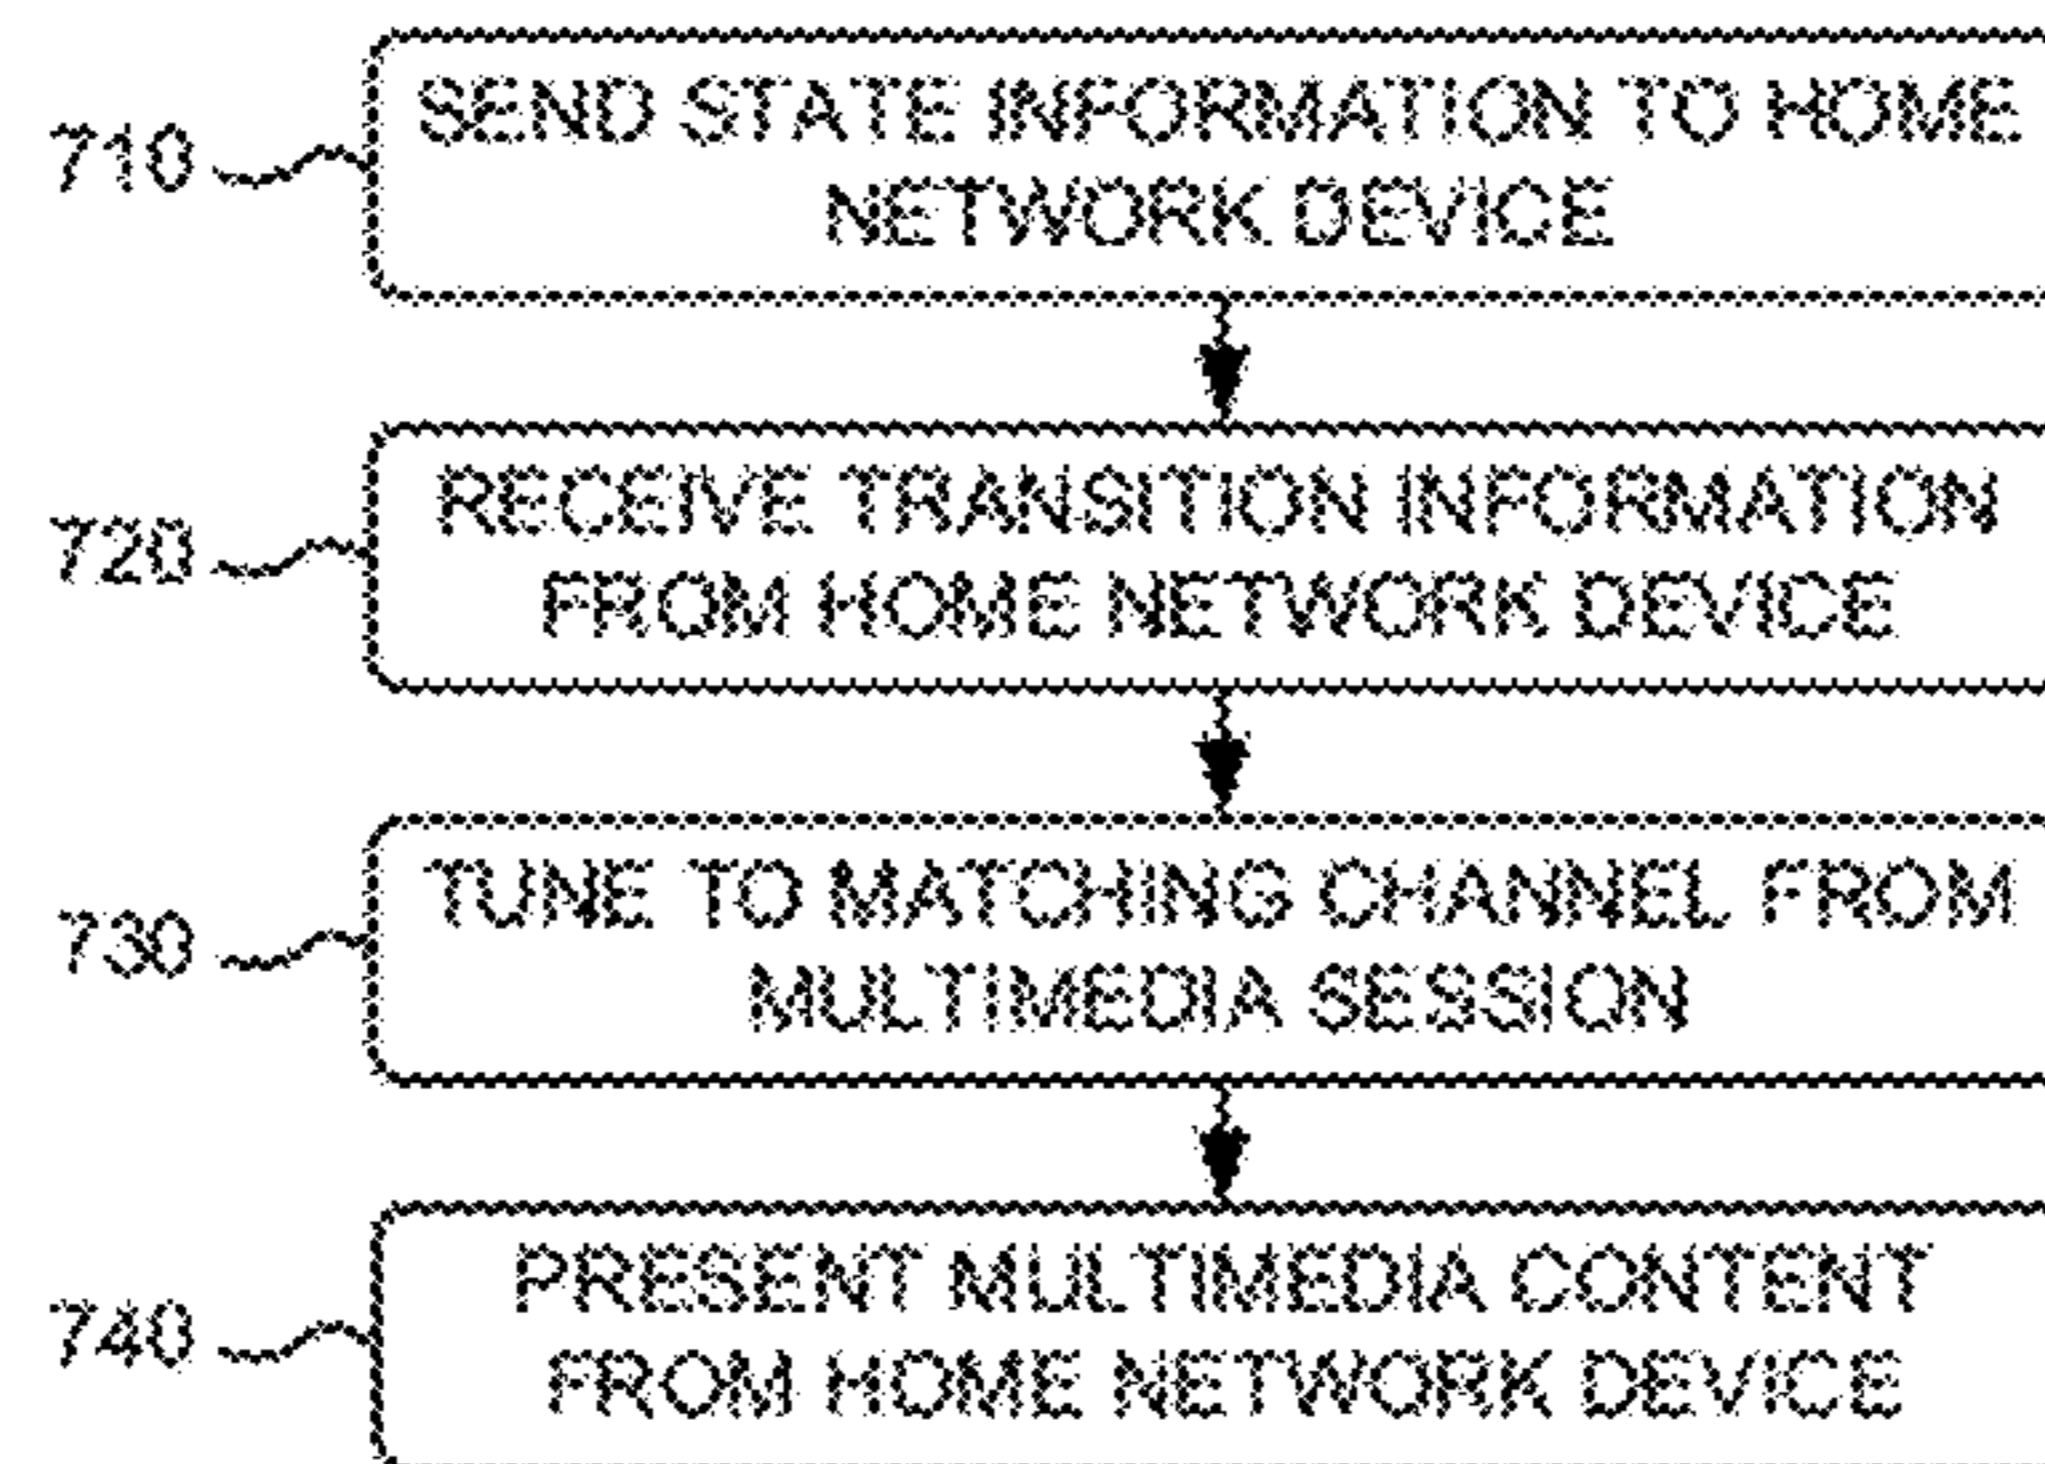 710
SEND STATE INFORMATION TO HOME
NETWORK DEVICE
720
RECEIVE TRANSITION INFORMATION
FROM HOME NETWORK DEVICE
730
TUNE TO MATCHING CHANNEL FROM
MULTIMEDIA SESSION
740
PRESENT MULTIMEDIA CONTENT
FROM HOME NETWORK DEVICE